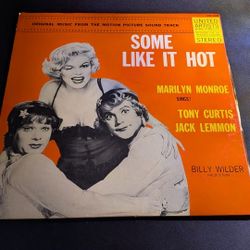 ORIGINAL MUSIC FROM THE MOTION PICTURE SOUND TRACK
UNITED
ARTISTS
STEREO
SOME
LIKE IT HOT
MARILYN MONROE
SINGS!
TONY CURTIS
JACK LEMMON
BILLY WILDER